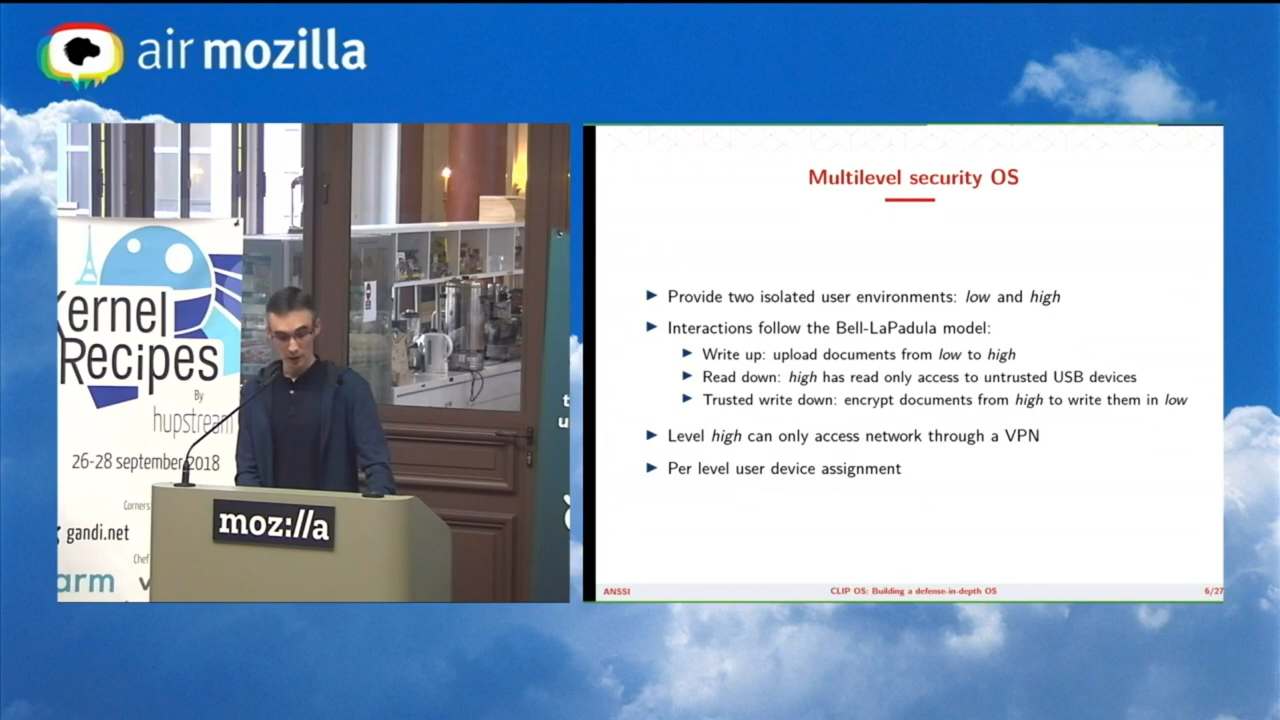 air mozilla
Kernel
Recipes
By
hupstream
26-28 september 2018
Corners
gandi.net
Chef
arm
moz://a
Multilevel security OS
Provide two isolated user environments: low and high
Interactions follow the Bell-LaPadula model:
Write up: upload documents from low to high
Read down: high has read only access to untrusted USB devices
Trusted write down: encrypt documents from high to write them in low
Level high can only access network through a VPN
Per level user device assignment
ANSSI
CLIP OS: Building a defense-in-depth OS
6/27